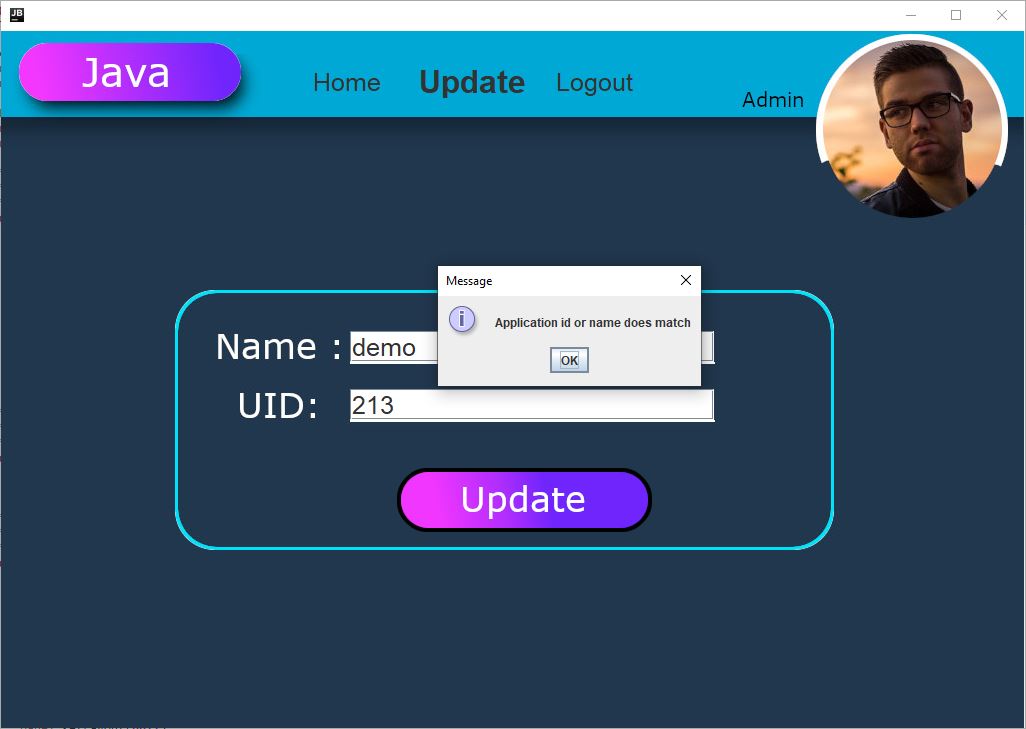 JB
Java
Home Update Logout
Admin
Message
Application id or name does match
OK
Name : demo
UID: 213
Update